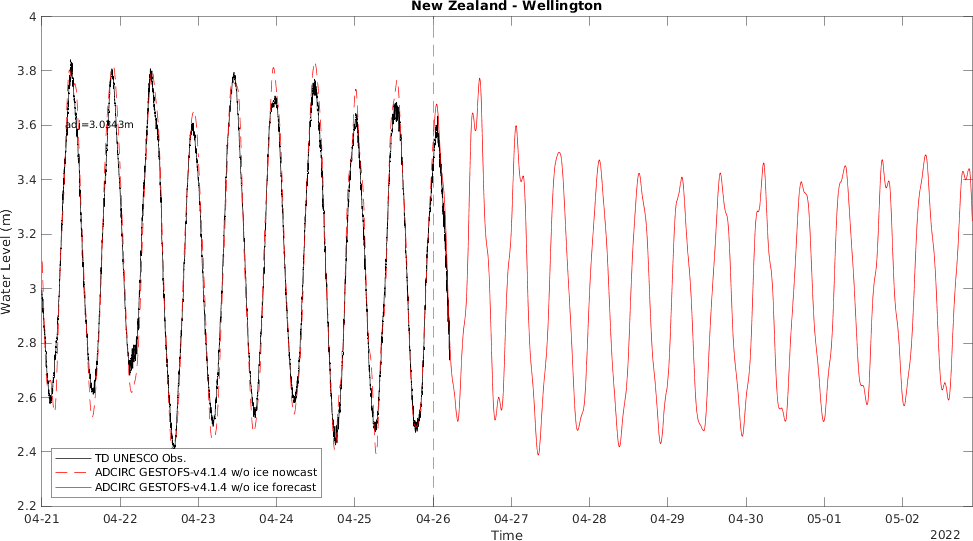 New Zealand - Wellington
4
3.8
3.6
3.4
3.2
3
2.8
2.6
2.4
2.2
Water Level (m)
adj=3.0343m
TD UNESCO Obs.
ADCIRC GESTOFS-v4.1.4 w/o ice nowcast
ADCIRC GESTOFS-v4.1.4 w/o ice forecast
04-21 04-22 04-23 04-24 04-25 04-26 04-27 04-28 04-29 04-30 05-01 05-02
Time
2022